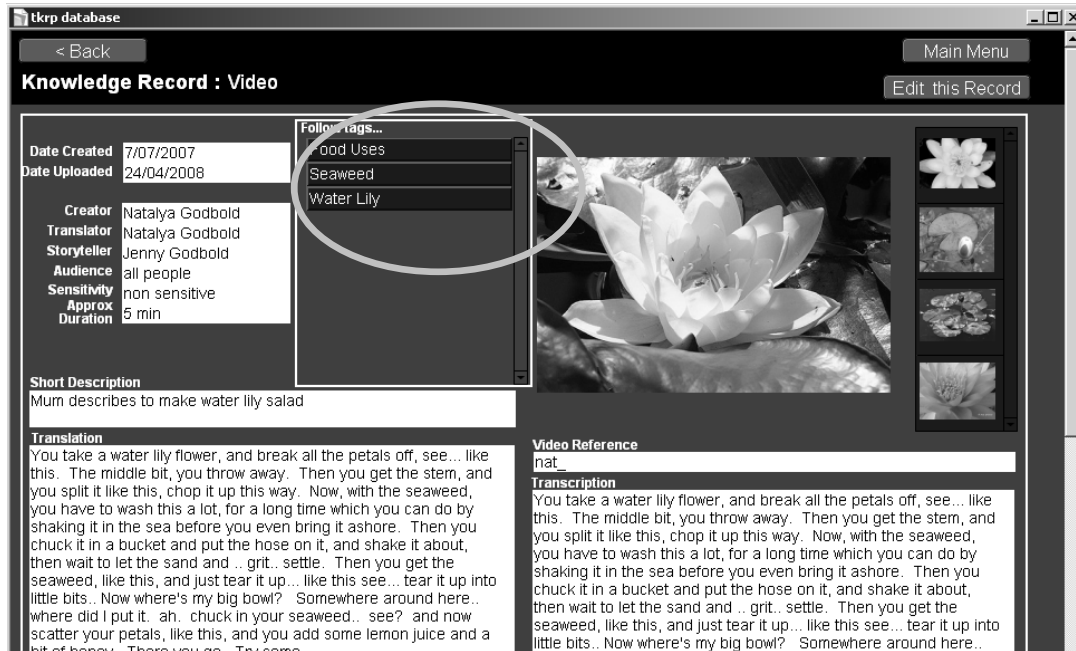 tkrp database
< Back
Main Menu
Knowledge Record : Video
Edit this Record
Follow tags...
Food Uses
Seaweed
Water Lily
Date Created 7/07/2007
Date Uploaded 24/04/2008
Creator Natalya Godbold
Translator Natalya Godbold
Storyteller Jenny Godbold
Audience all people
Sensitivity non sensitive
Approx
Duration 5 min
Short Description
Mum describes to make water lily salad
Translation
You take a water lily flower, and break all the petals off, see... like
this. The middle bit, you throw away. Then you get the stem, and
you split it like this, chop it up this way. Now, with the seaweed,
you have to wash this a lot, for a long time which you can do by
shaking it in the sea before you even bring it ashore. Then you
chuck it in a bucket and put the hose on it, and shake it about,
then wait to let the sand and .. grit.. settle. Then you get the
seaweed, like this, and just tear it up... like this see... tear it up into
little bits.. Now where's my big bowl? Somewhere around here..
where did I put it. ah. chuck in your seaweed.. see? and now
scatter your petals, like this, and you add some lemon juice and a
bit of honey. There you go. Try some.
Video Reference
nat_
Transcription
You take a water lily flower, and break all the petals off, see... like
this. The middle bit, you throw away. Then you get the stem, and
you split it like this, chop it up this way. Now, with the seaweed,
you have to wash this a lot, for a long time which you can do by
shaking it in the sea before you even bring it ashore. Then you
chuck it in a bucket and put the hose on it, and shake it about,
then wait to let the sand and .. grit.. settle. Then you get the
seaweed, like this, and just tear it up... like this see... tear it up into
little bits.. Now where's my big bowl? Somewhere around here..